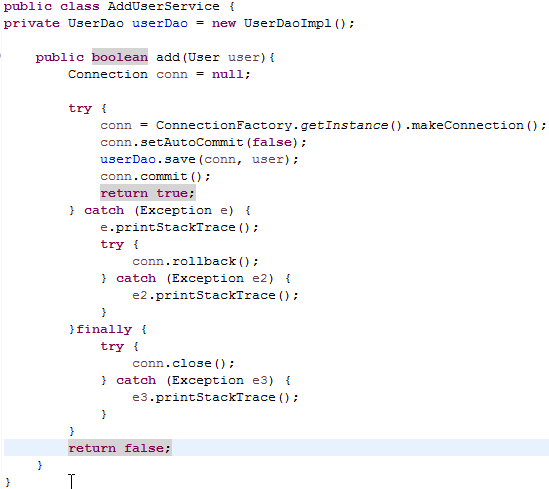 public class AddUserService {
private UserDao userDao = new UserDaoImpl();
public boolean add(User user){
Connection conn = null;
try {
conn = ConnectionFactory.getInstance().makeConnection();
conn.setAutoCommit(false);
userDao.save(conn, user);
conn.commit();
return true;
} catch (Exception e) {
e.printStackTrace();
try {
conn.rollback();
} catch (Exception e2) {
e2.printStackTrace();
}
}finally {
try {
conn.close();
} catch (Exception e3) {
e3.printStackTrace();
}
}
return false;
}
}